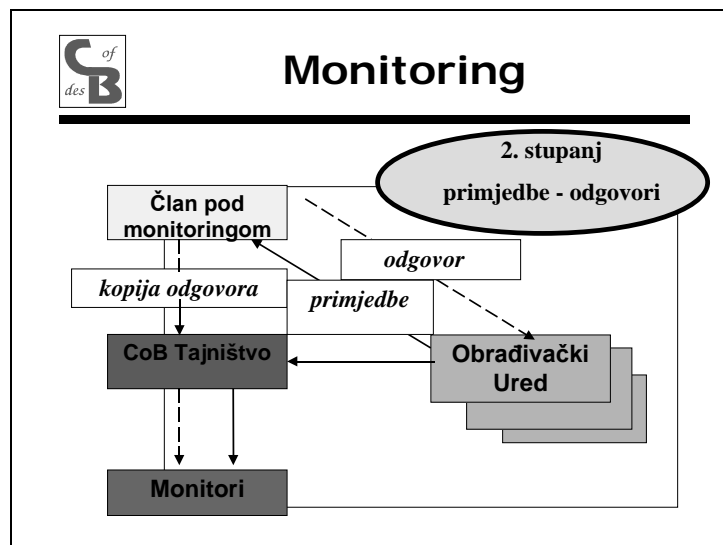 C of
des B
Monitoring
2. stupanj
primjedbe - odgovori
Član pod
monitoringom
odgovor
kopija odgovora
primjedbe
CoB Tajništvo
Obrađivački
Ured
Monitori